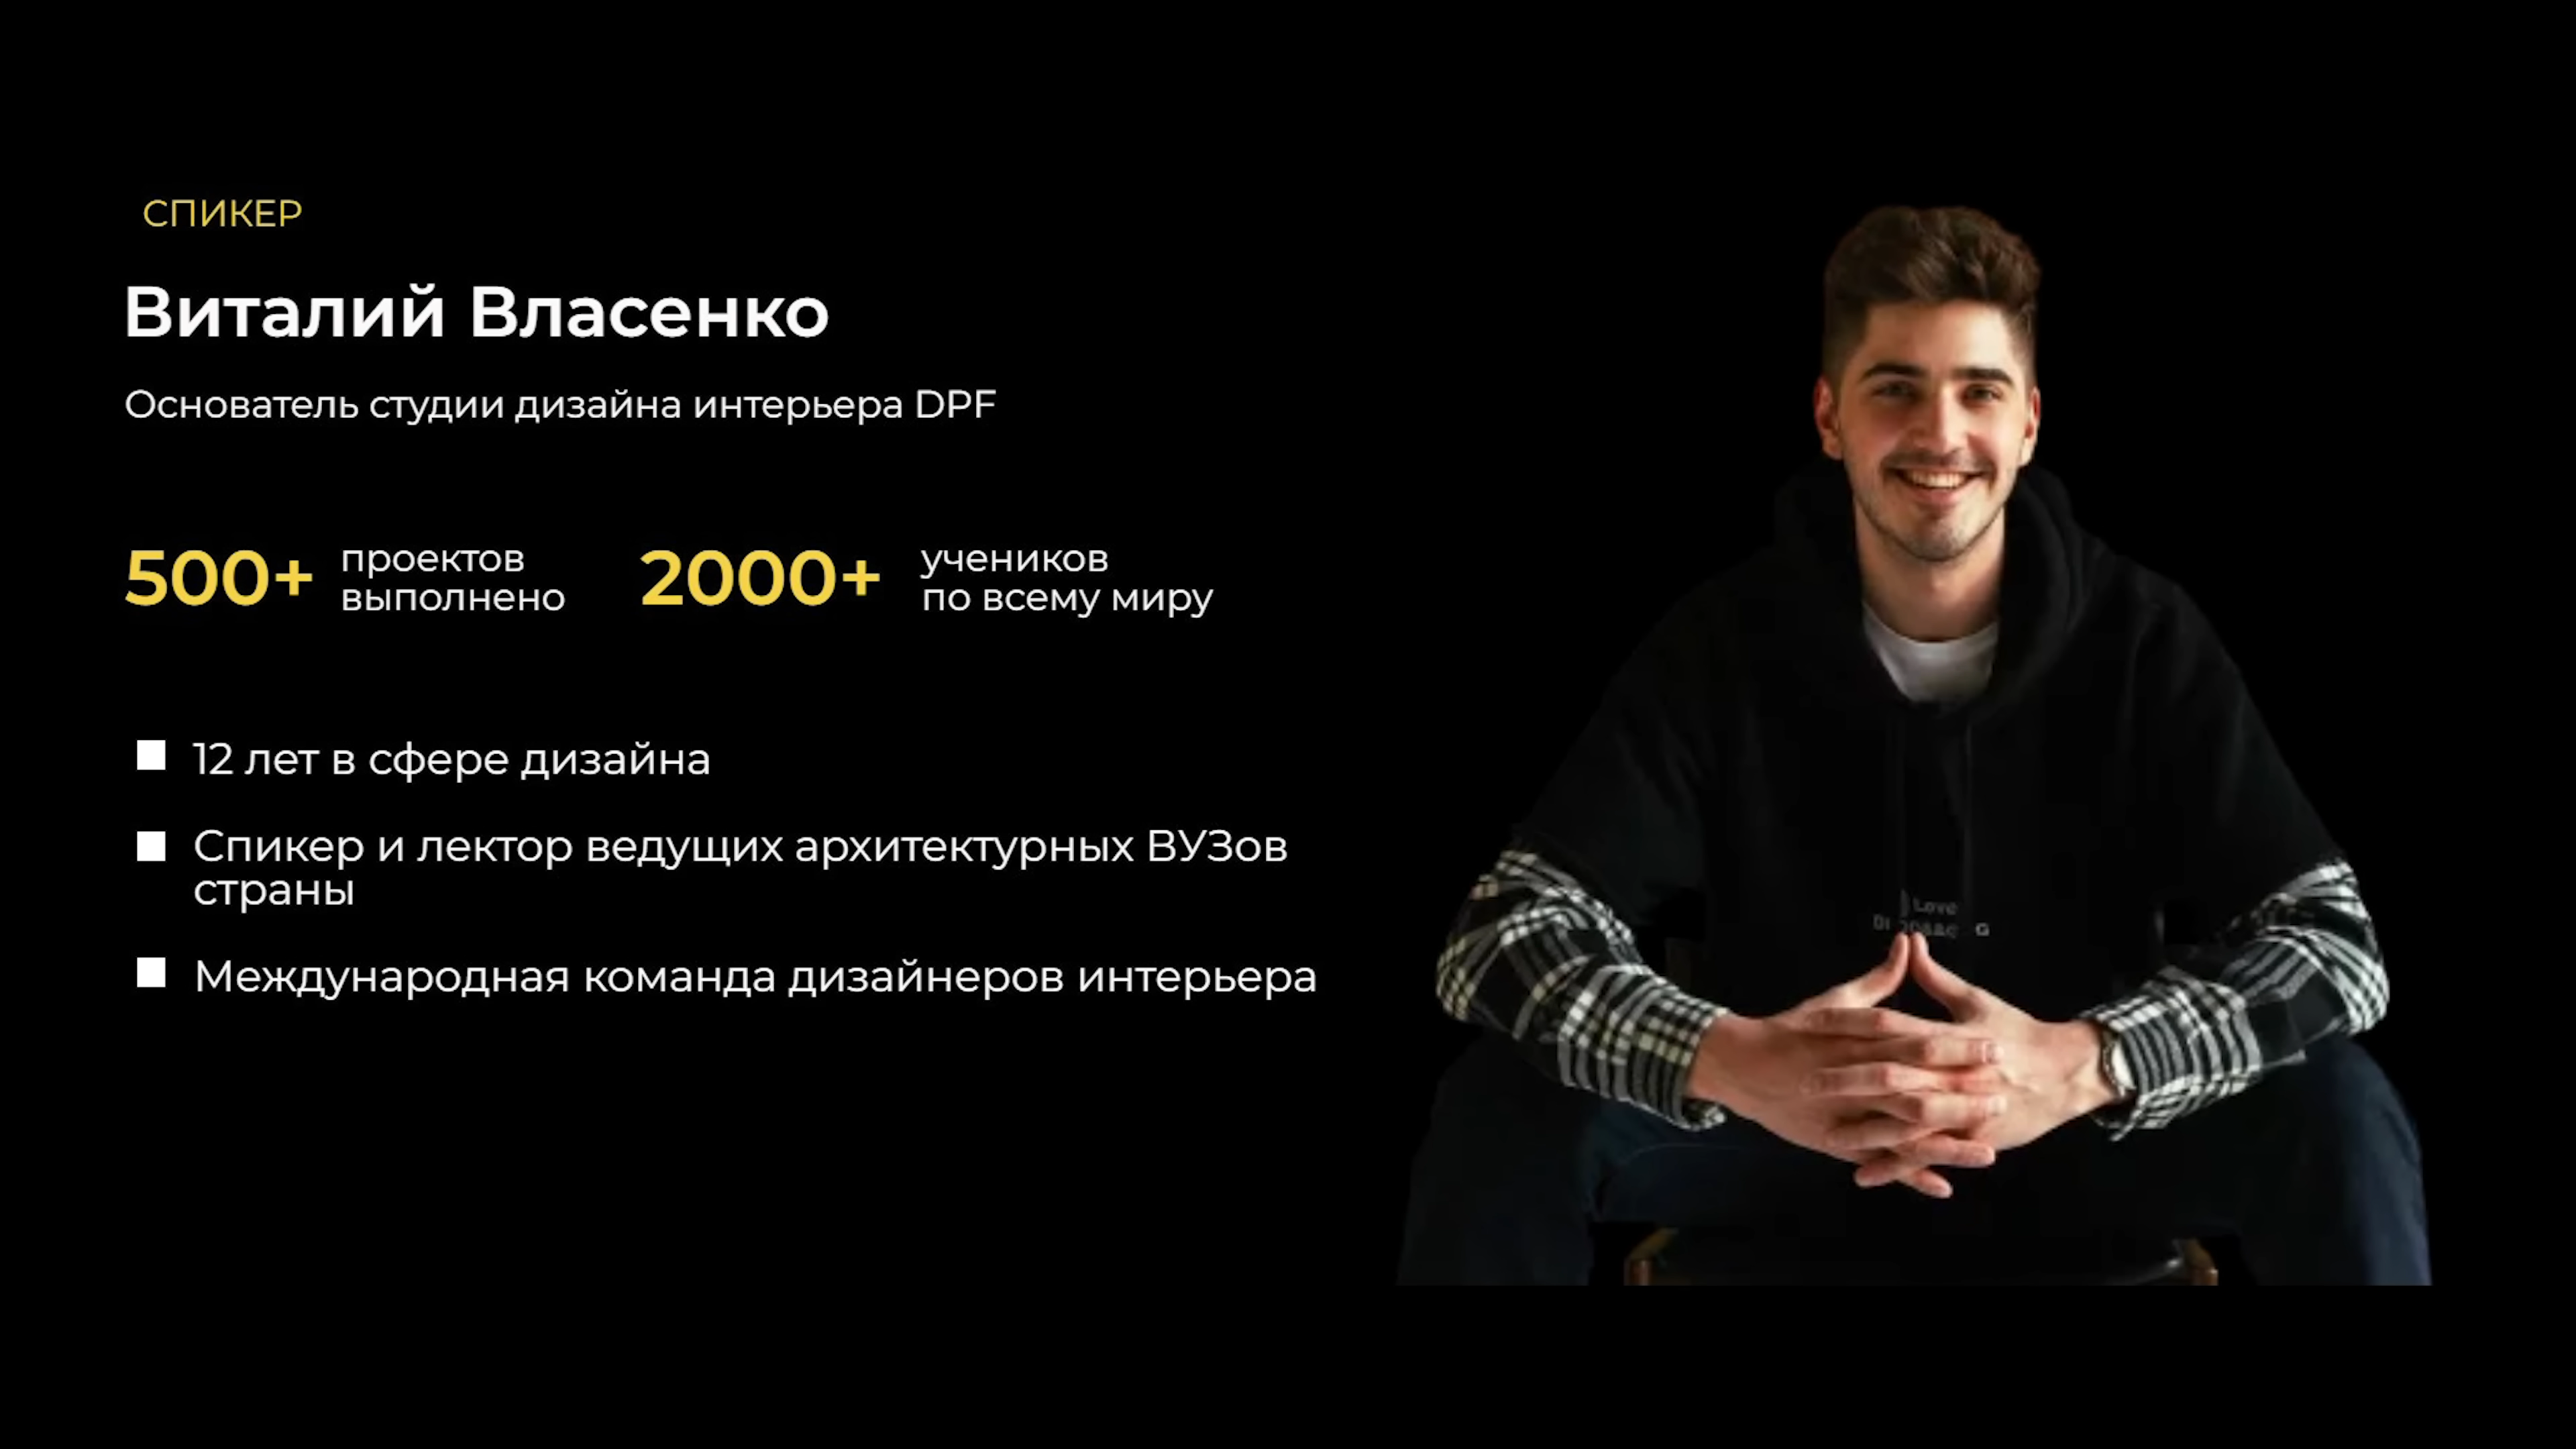 СПИКЕР
Виталий Власенко
Основатель студии дизайна интерьера DPF
500+ проектов
выполнено
2000+ учеников
по всему миру
12 лет в сфере дизайна
Спикер и лектор ведущих архитектурных ВУЗов
страны
Международная команда дизайнеров интерьера
Love